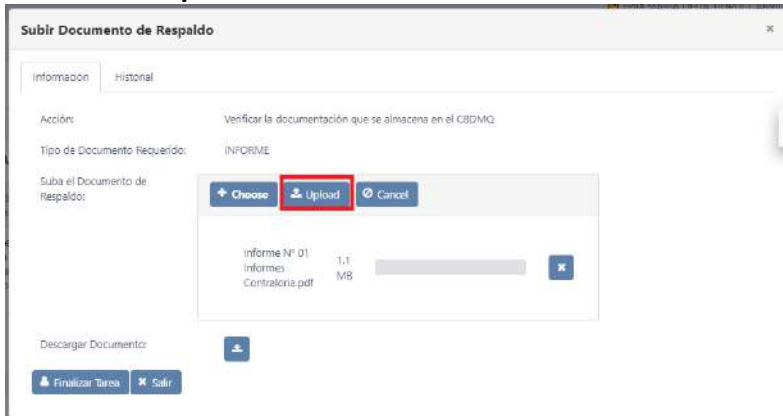 Subir Documento de Respaldo
Información Historial
Acción: Verificar la documentación que se almacena en el CBDMQ
Tipo de Documento Requerido: INFORME
Suba el Documento de
Respaldo:
Choose Upload Cancel
Informe N° 01
Informes
Contraloria.pdf
1.1
MB
Descargar Documento:
Finalizar Tarea Salir